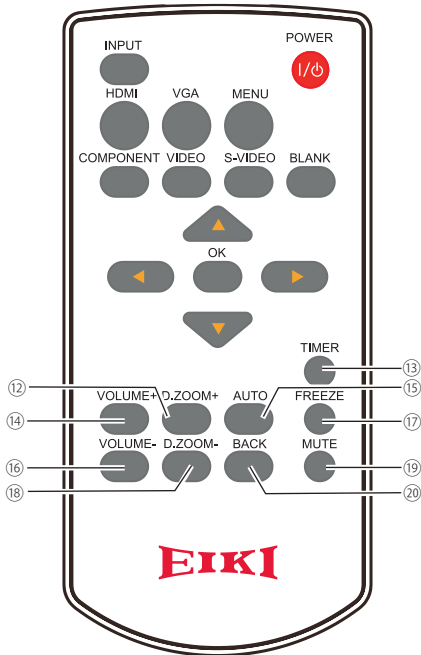 INPUT POWER
I/⏻
HDMI VGA MENU
COMPONENT VIDEO S-VIDEO BLANK
OK
TIMER
⑬
⑫ ⑮
VOLUME+ D.ZOOM+ AUTO FREEZE
⑭ ⑰
VOLUME- D.ZOOM- BACK MUTE
⑯ ⑲
⑱ ⑳
EIKI